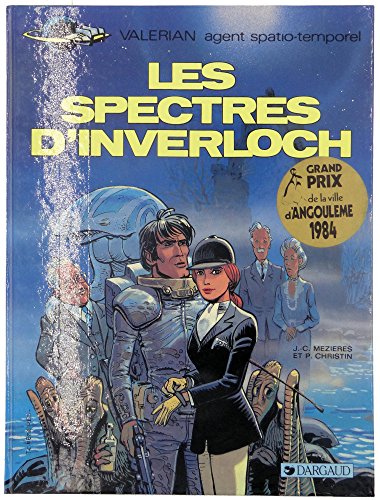 VALERIAN agent spatio-temporel
LES
SPECTRES
D'INVERLOCH
GRAND
PRIX
de la ville
d'ANGOULEME
1984
J.-C. MEZIERES
ET P. CHRISTIN
DARGAUD